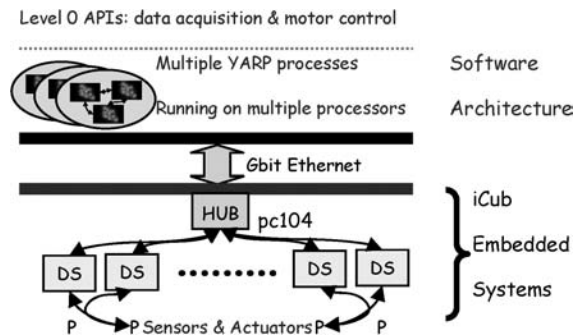 Level 0 APIs: data acquisition & motor control
Multiple YARP processes
Software
Running on multiple processors
Architecture
Gbit Ethernet
HUB
pc104
iCub
DS DS DS DS
Embedded
Systems
P P Sensors & Actuators P P